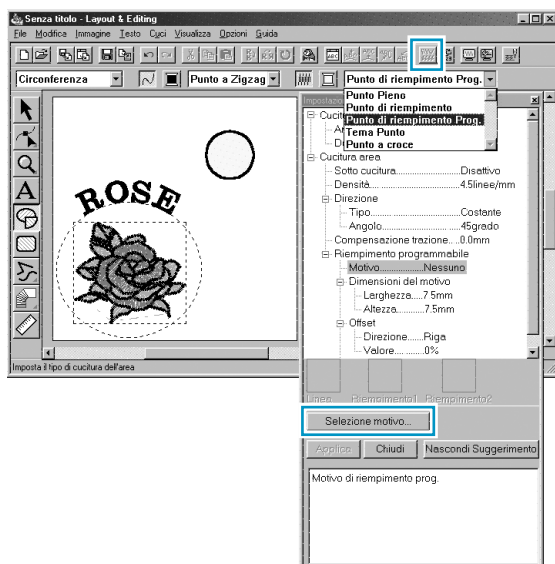 Senza titolo - Layout & Editing
File Modifica Immagine Testo Cuci Visualizza Opzioni Guida
Circonferenza Punto a Zigzag Punto di riempimento Prog.
Punto Pieno
Punto di riempimento
Punto di riempimento Prog.
Tema Punto
Punto a croce
Cucitura area
Sotto cucitura..............Disattivo
Densità......................4.5linee/mm
Direzione
Tipo.........................Costante
Angolo.....................45grado
Compensazione trazione....0.0mm
Riempimento programmabile
Motivo..............Nessuno
Dimensioni del motivo
Larghezza.....7.5mm
Altezza..........7.5mm
Offset
Direzione.....Riga
Valore...........0%
ROSE
Imposta il tipo di cucitura dell'area
Linea Riempimento1 Riempimento2
Selezione motivo...
Applica Chiudi Nascondi Suggerimento
Motivo di riempimento prog.